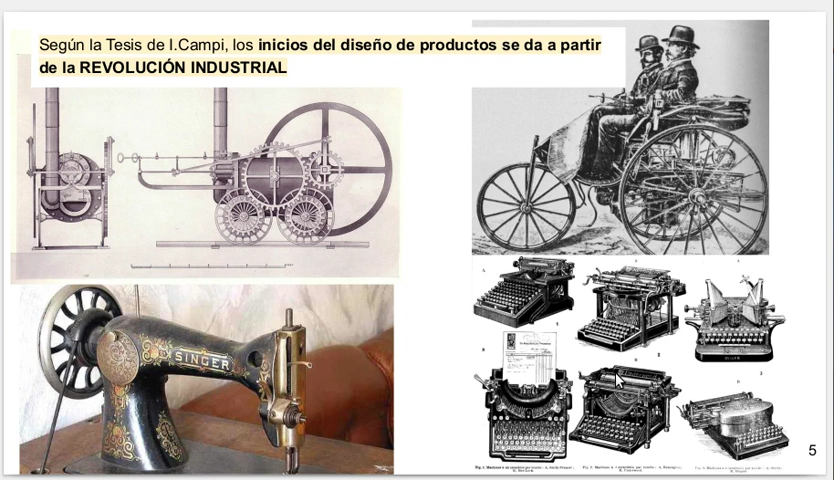 Según la Tesis de I.Campi, los inicios del diseño de productos se da a partir
de la REVOLUCIÓN INDUSTRIAL
SINGER
5